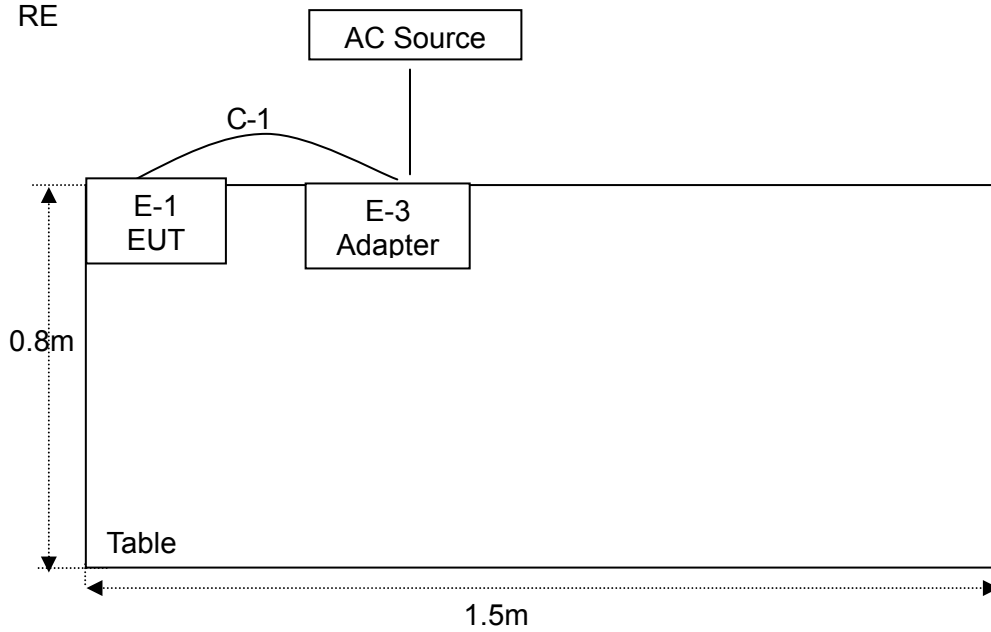 RE
AC Source
C-1
E-1
EUT
E-3
Adapter
0.8m
Table
1.5m